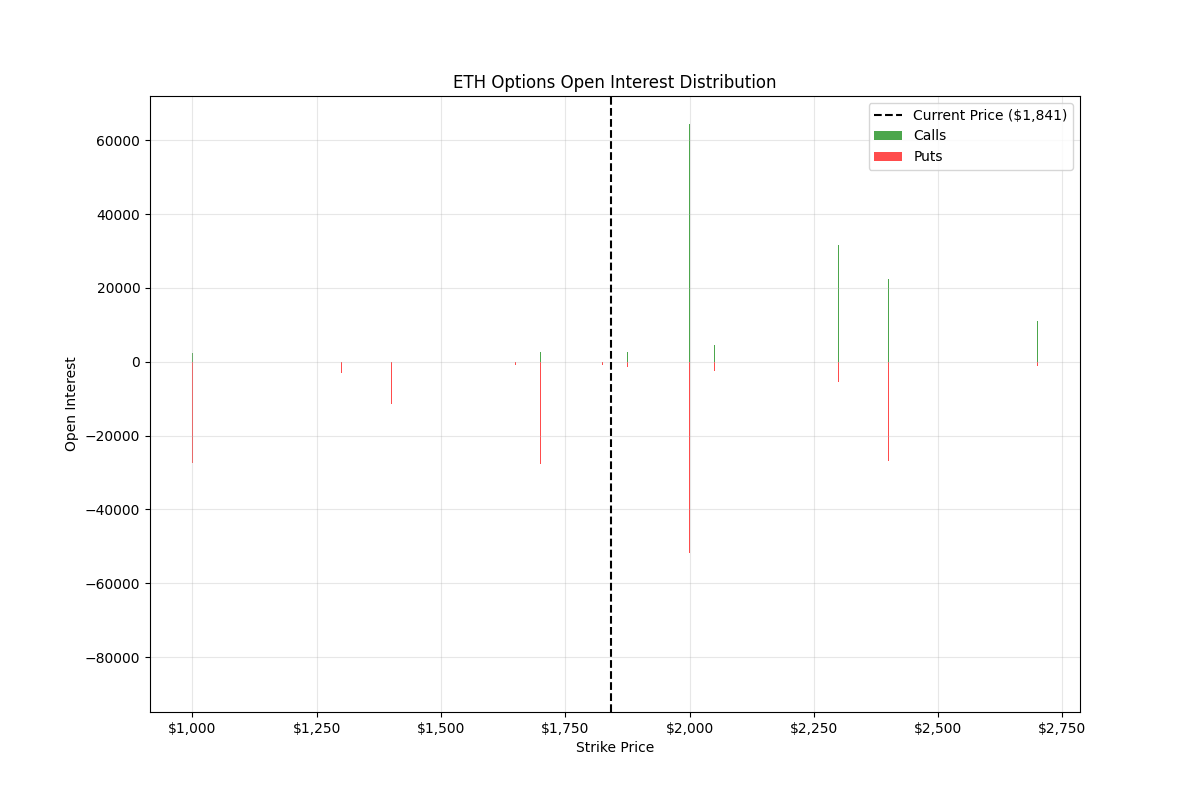 ETH Options Open Interest Distribution
Current Price ($1,841)
Calls
Puts
60000
40000
20000
0
−20000
−40000
−60000
−80000
Open Interest
$1,000
$1,250
$1,500
$1,750
$2,000
$2,250
$2,500
$2,750
Strike Price